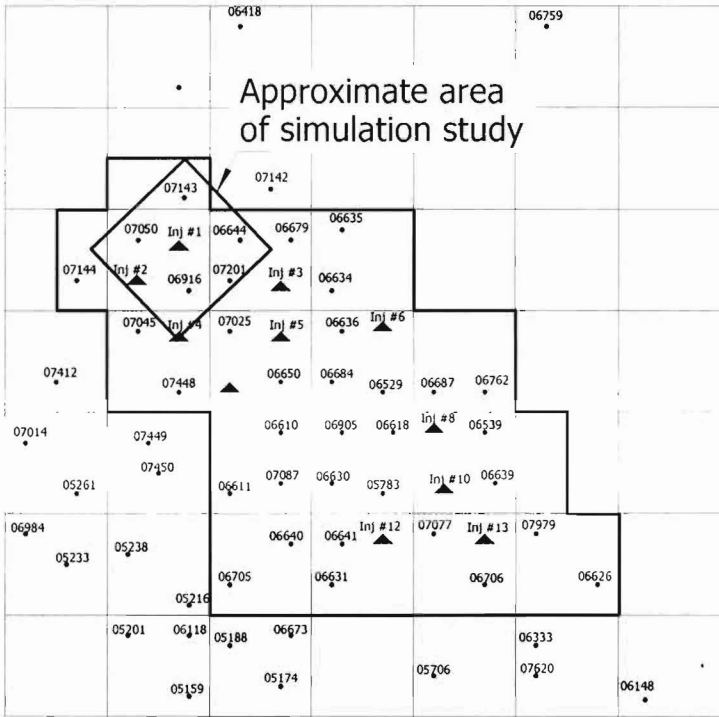 06418 06759
Approximate area
of simulation study
07143 07142
07050 Inj #1 06644 06679 06635
07144 Inj #2 06916 07201 Inj #3 06634
07045 Inj #4 07025 Inj #5 06636 Inj #6
07412 07448 06650 06684 06529 06687 06762
07014 07449 06610 06905 06618 Inj #8 06539
07450
05261 06611 07087 06630 05783 Inj #10 06639
06984 05238 06640 06641 Inj #12 07077 Inj #13 07979
05233
05216 06705 06631 06706 06626
05201 06118 05188 06673 06333
05159 05174 05706 07620 06148